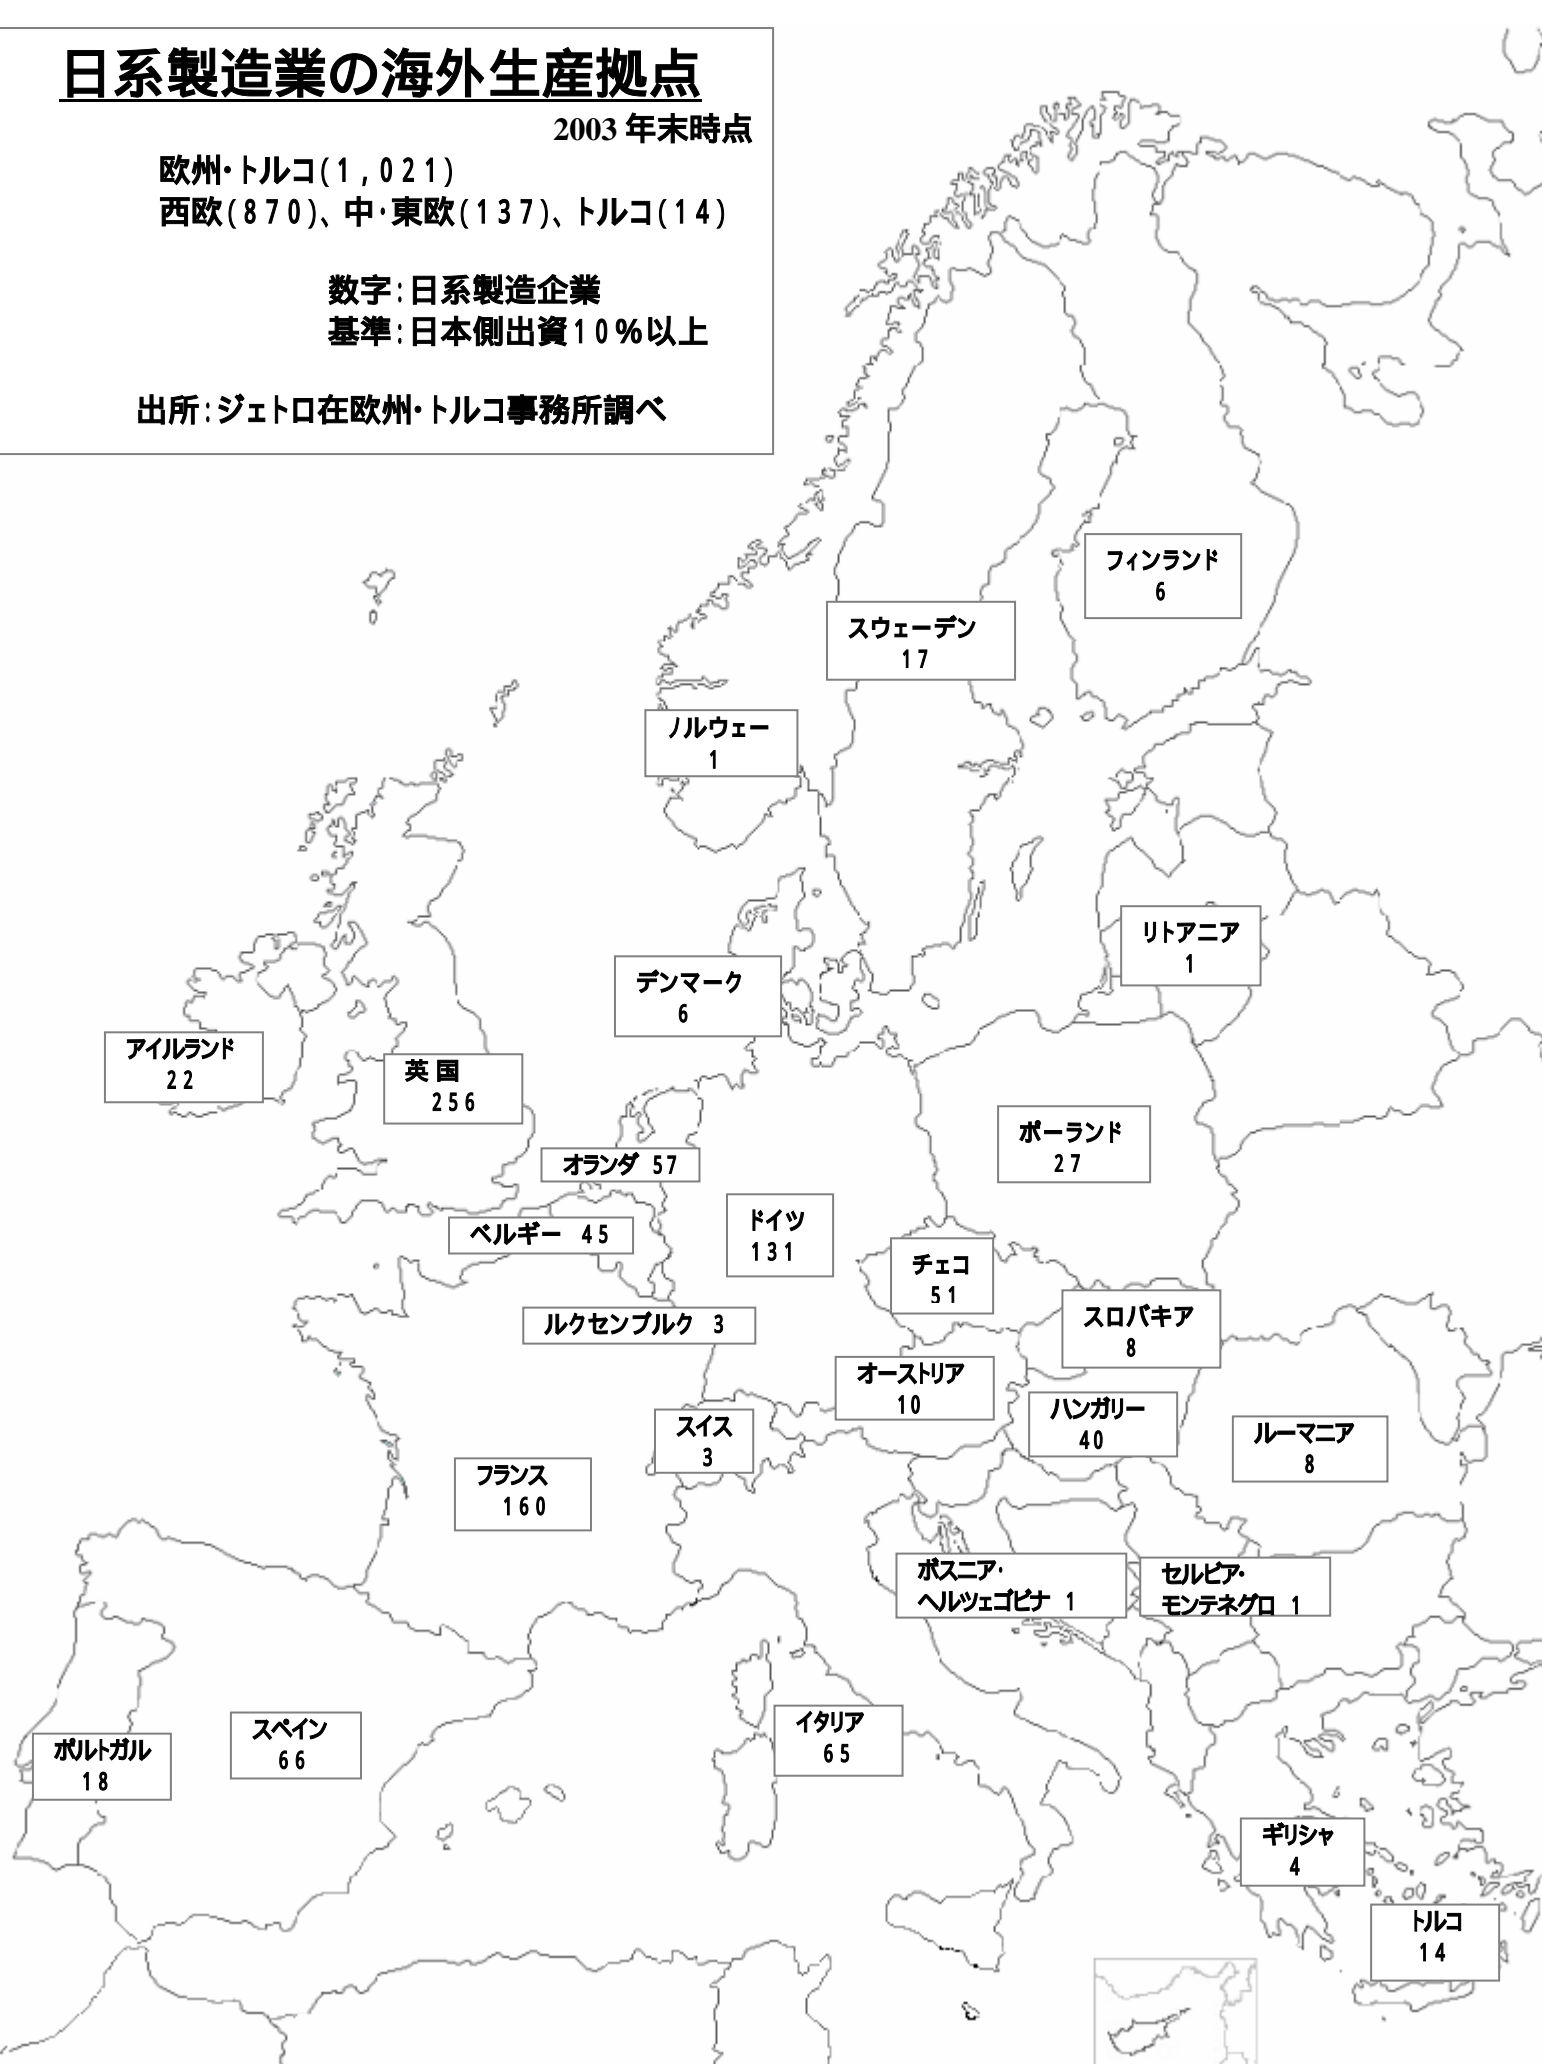 日系製造業の海外生産拠点
2003 年末時点
欧州・トルコ(1,021)
西欧(870)、中・東欧(137)、トルコ(14)
数字:日系製造企業
基準:日本側出資10%以上
出所:ジェトロ在欧州・トルコ事務所調べ
フィンランド
6
スウェーデン
17
ノルウェー
1
リトアニア
1
デンマーク
6
アイルランド
22
英国
256
ポーランド
27
オランダ 57
ドイツ
131
ベルギー 45
チェコ
51
スロバキア
8
ルクセンブルク 3
オーストリア
10
ハンガリー
40
スイス
3
ルーマニア
8
フランス
160
ボスニア・
ヘルツェゴビナ 1
セルビア・
モンテネグロ 1
スペイン
66
イタリア
65
ポルトガル
18
ギリシャ
4
トルコ
14